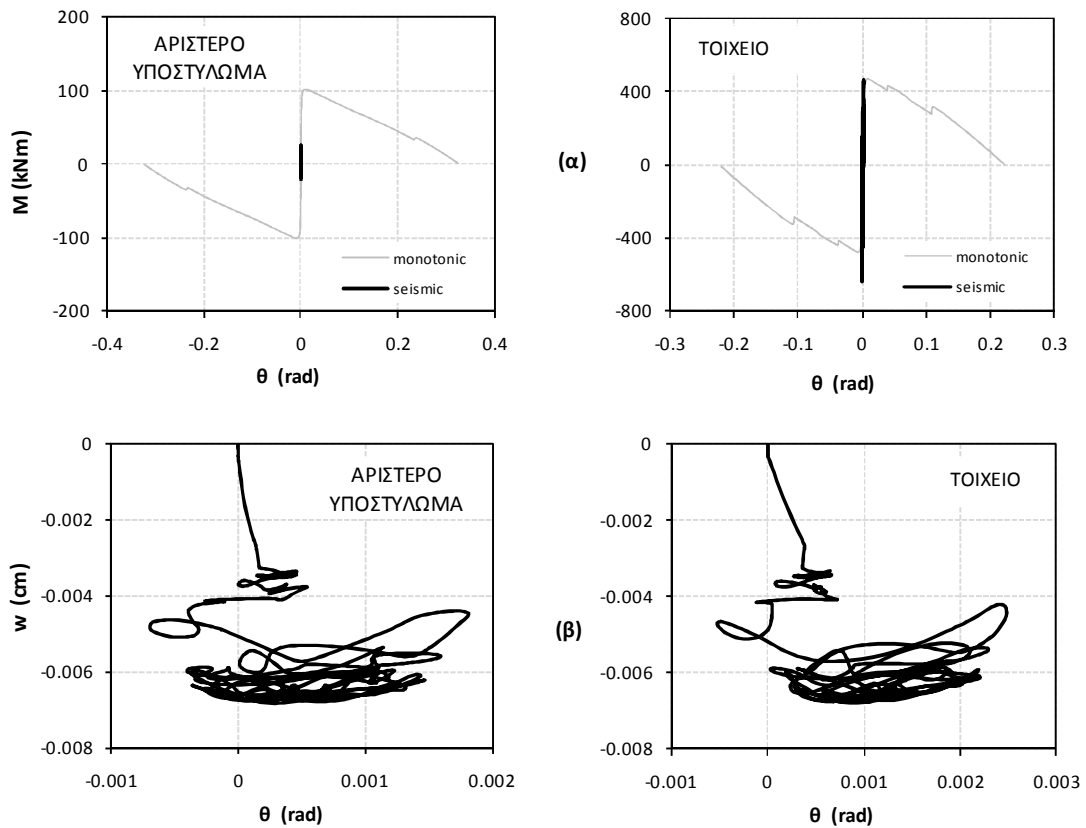 200
100
0
-100
-200
M (kNm)
ΑΡΙΣΤΕΡΟ
ΥΠΟΣΤΥΛΩΜΑ
monotonic
seismic
-0.4
-0.2
0
0.2
0.4
θ (rad)
(α)
800
400
0
-400
-800
ΤΟΙΧΕΙΟ
monotonic
seismic
-0.3
-0.2
-0.1
0
0.1
0.2
0.3
θ (rad)
0
-0.002
-0.004
-0.006
-0.008
w (cm)
ΑΡΙΣΤΕΡΟ
ΥΠΟΣΤΥΛΩΜΑ
-0.001
0
0.001
0.002
θ (rad)
(β)
0
-0.002
-0.004
-0.006
-0.008
ΤΟΙΧΕΙΟ
-0.001
0
0.001
0.002
0.003
θ (rad)